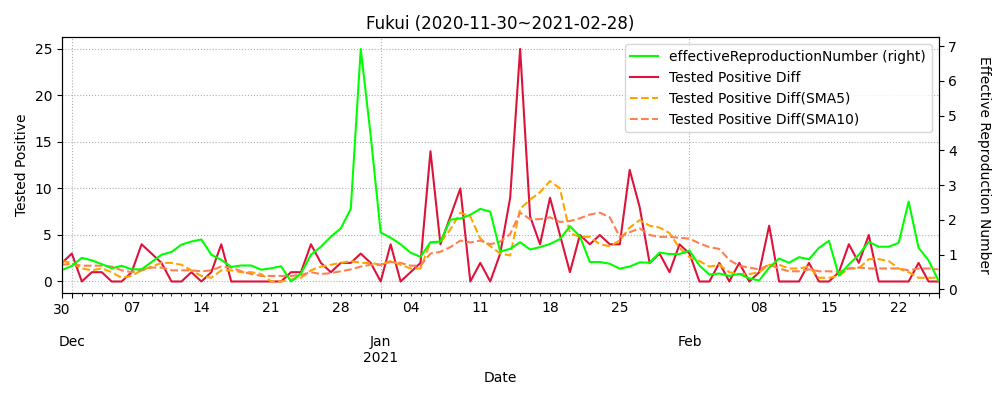 Fukui (2020-11-30~2021-02-28)
effectiveReproductionNumber (right)
Tested Positive Diff
Tested Positive Diff(SMA5)
Tested Positive Diff(SMA10)
Tested Positive
25
20
15
10
5
0
Effective Reproduction Number
7
6
5
4
3
2
1
0
30 07 14 21 28 04 11 18 25 08 15 22
Dec Jan Feb
2021
Date